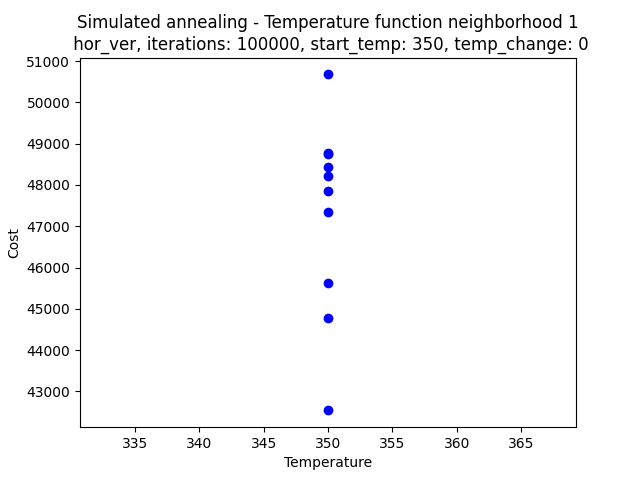 Simulated annealing - Temperature function neighborhood 1
hor_ver, iterations: 100000, start_temp: 350, temp_change: 0
51000
50000
49000
48000
47000
46000
45000
44000
43000
Cost
335 340 345 350 355 360 365
Temperature